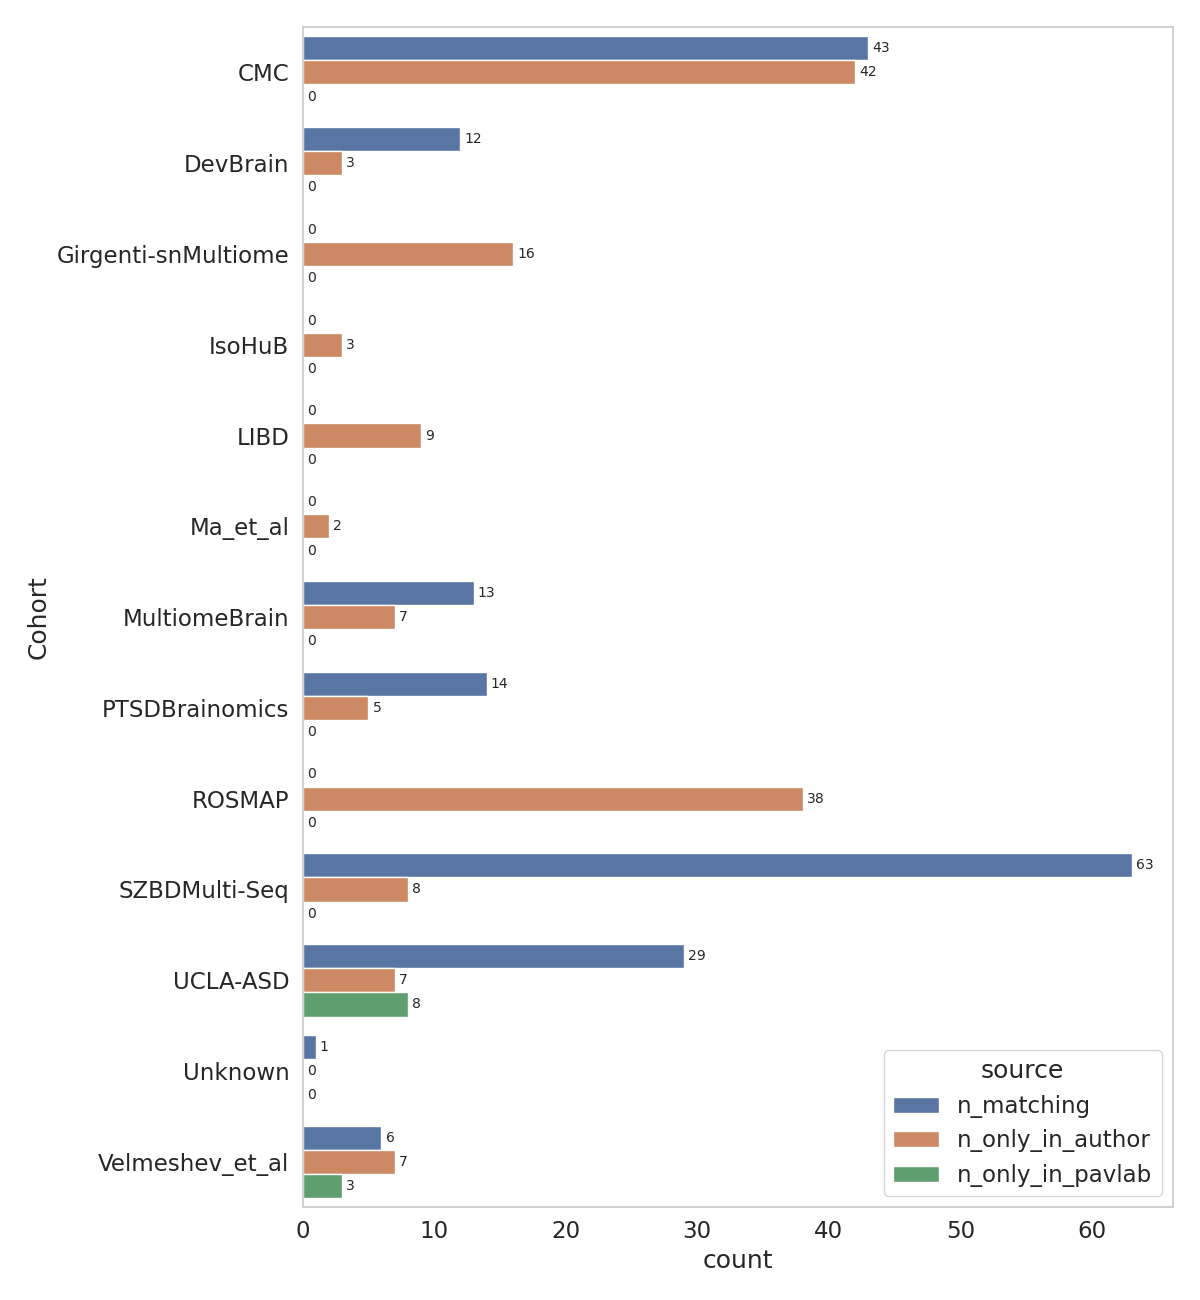 CMC
43
42
0
DevBrain
12
3
0
Girgenti-snMultiome
0
16
0
IsoHuB
0
3
0
LIBD
0
9
0
Ma_et_al
0
2
0
MultiomeBrain
13
7
0
PTSDBrainomics
14
5
0
ROSMAP
0
38
0
SZBDMulti-Seq
63
8
0
UCLA-ASD
29
7
8
Unknown
1
0
0
Velmeshev_et_al
6
7
3
Cohort
source
n_matching
n_only_in_author
n_only_in_pavlab
0 10 20 30 40 50 60
count